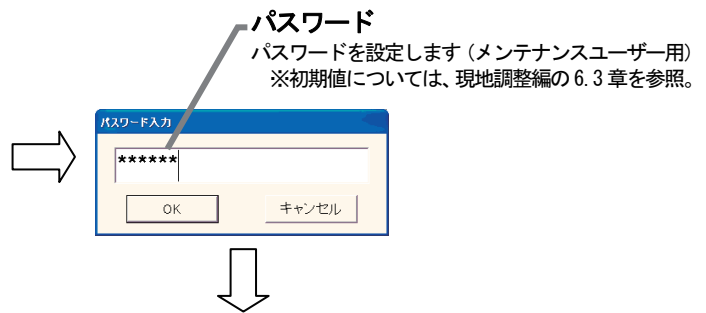 パスワード
パスワードを設定します（メンテナンスユーザー用）
※初期値については、現地調整編の 6.3 章を参照。
パスワード入力
******
OK
キャンセル